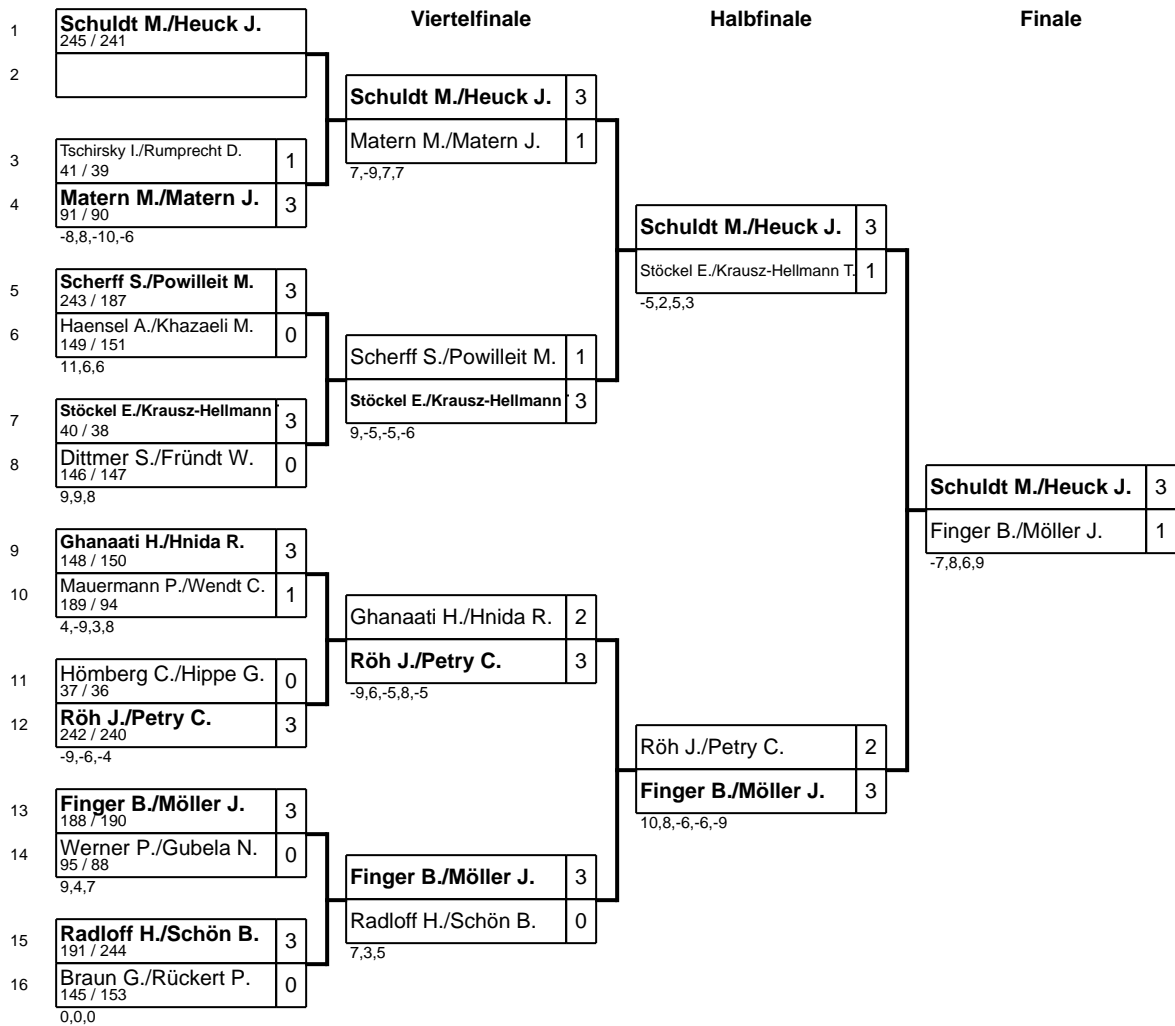 Viertelfinale
Halbfinale
Finale
1
Schuldt M./Heuck J.
245 / 241
2
3
Tschirsky I./Rumprecht D.
41 / 39
1
4
Matern M./Matern J.
91 / 90
3
-8,8,-10,-6
5
Scherff S./Powilleit M.
243 / 187
3
6
Haensel A./Khazaeli M.
149 / 151
0
11,6,6
7
Stöckel E./Krausz-Hellmann
40 / 38
3
8
Dittmer S./Fründt W.
146 / 147
0
9,9,8
9
Ghanaati H./Hnida R.
148 / 150
3
10
Mauermann P./Wendt C.
189 / 94
1
4,-9,3,8
11
Hömberg C./Hippe G.
37 / 36
0
12
Röh J./Petry C.
242 / 240
3
-9,-6,-4
13
Finger B./Möller J.
188 / 190
3
14
Werner P./Gubela N.
95 / 88
0
9,4,7
15
Radloff H./Schön B.
191 / 244
3
16
Braun G./Rückert P.
145 / 153
0
0,0,0
Schuldt M./Heuck J. 3
Matern M./Matern J. 1
7,-9,7,7
Scherff S./Powilleit M. 1
Stöckel E./Krausz-Hellmann 3
9,-5,-5,-6
Ghanaati H./Hnida R. 2
Röh J./Petry C. 3
-9,6,-5,8,-5
Finger B./Möller J. 3
Radloff H./Schön B. 0
7,3,5
Schuldt M./Heuck J. 3
Stöckel E./Krausz-Hellmann T. 1
-5,2,5,3
Röh J./Petry C. 2
Finger B./Möller J. 3
10,8,-6,-6,-9
Schuldt M./Heuck J. 3
Finger B./Möller J. 1
-7,8,6,9